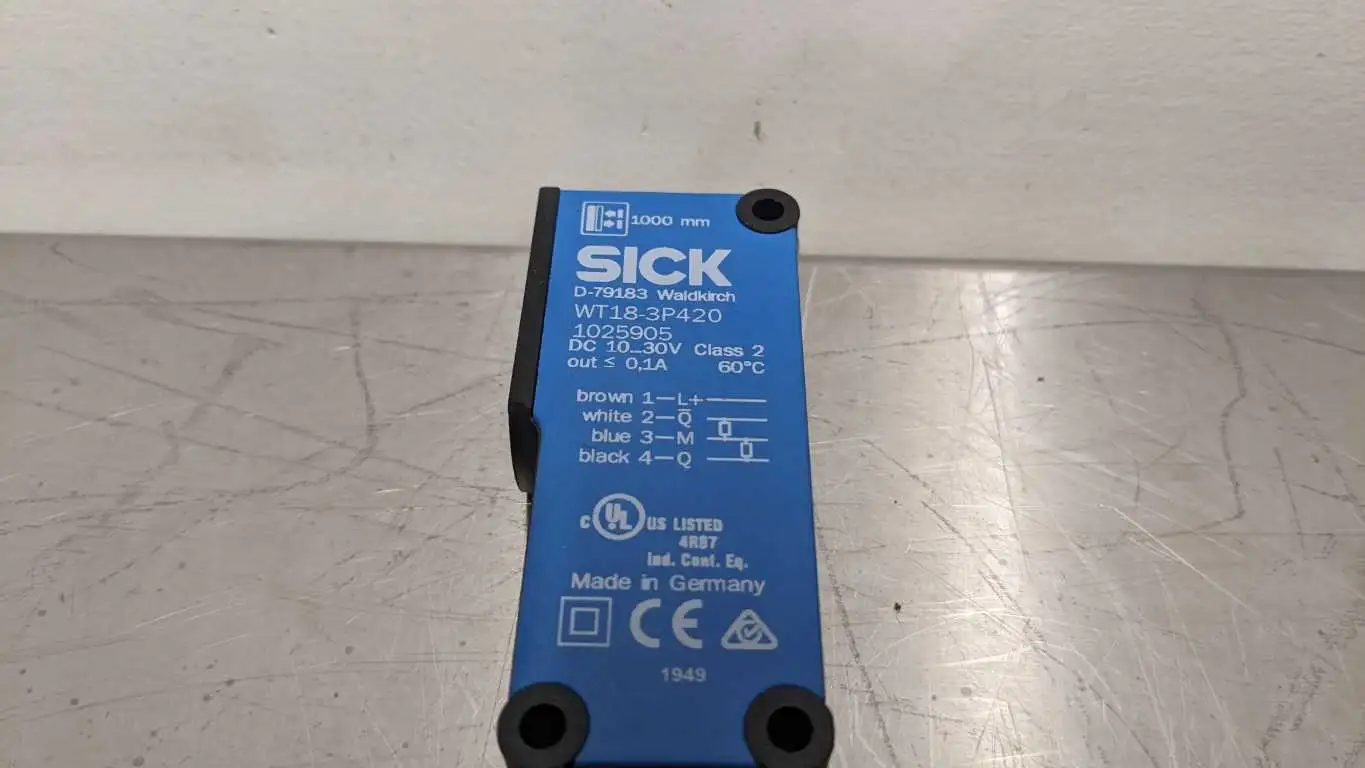 1000 mm
SICK
D-79183 Waldkirch
WT18-3P420
1025905
DC 10...30V Class 2
out ≤ 0,1A 60°C
brown 1—L+
white 2—Q̅
blue 3—M
black 4—Q
C UL US LISTED
4R87
Ind. Cont. Eq.
Made in Germany
CE
1949